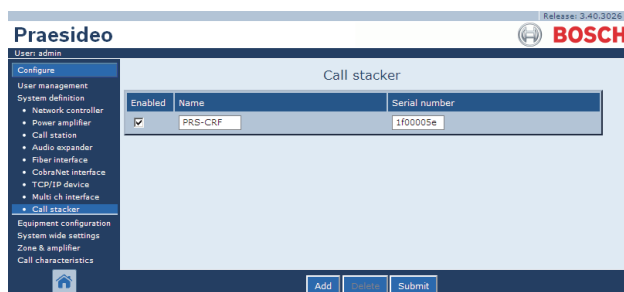 Release: 3.40.3026
Praesideo
BOSCH
User: admin
Configure
User management
System definition
• Network controller
• Power amplifier
• Call station
• Audio expander
• Fiber interface
• CobraNet interface
• TCP/IP device
• Multi ch interface
• Call stacker
Equipment configuration
System wide settings
Zone & amplifier
Call characteristics
Call stacker
Enabled Name Serial number
PRS-CRF 1f00005e
Add Delete Submit